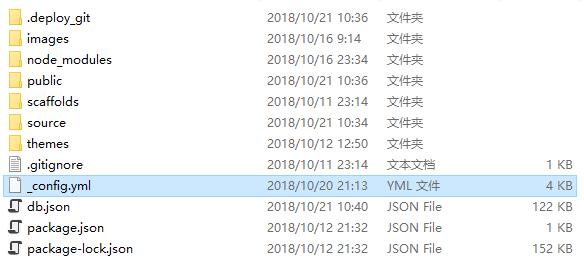 .deploy_git 2018/10/21 10:36 文件夹
images 2018/10/16 9:14 文件夹
node_modules 2018/10/16 23:34 文件夹
public 2018/10/21 10:36 文件夹
scaffolds 2018/10/11 23:14 文件夹
source 2018/10/21 10:34 文件夹
themes 2018/10/12 12:50 文件夹
.gitignore 2018/10/11 23:14 文本文档 1 KB
_config.yml 2018/10/20 21:13 YML 文件 4 KB
db.json 2018/10/21 10:40 JSON File 122 KB
package.json 2018/10/12 21:32 JSON File 1 KB
package-lock.json 2018/10/12 21:32 JSON File 152 KB